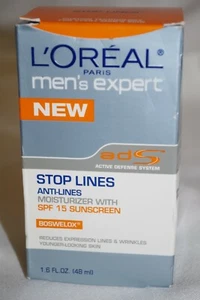 L'ORÉAL
PARIS
men's expert
NEW
adS
ACTIVE DEFENSE SYSTEM
STOP LINES
ANTI-LINES
MOISTURIZER WITH
SPF 15 SUNSCREEN
BOSWELOX
REDUCES EXPRESSION LINES & WRINKLES
YOUNGER-LOOKING SKIN
1.6 FL.OZ. (48 ml)